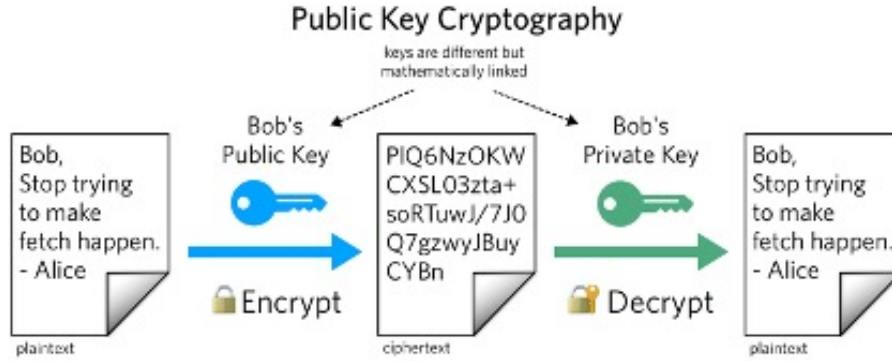 Public Key Cryptography
keys are different but
mathematically linked
Bob,
Stop trying
to make
fetch happen.
- Alice
plaintext
Bob's
Public Key
Encrypt
PIQ6NzOKW
CXSL03zta+
soRTuwJ/7J0
Q7gzwyJBuy
CYBn
ciphertext
Bob's
Private Key
Decrypt
Bob,
Stop trying
to make
fetch happen.
- Alice
plaintext